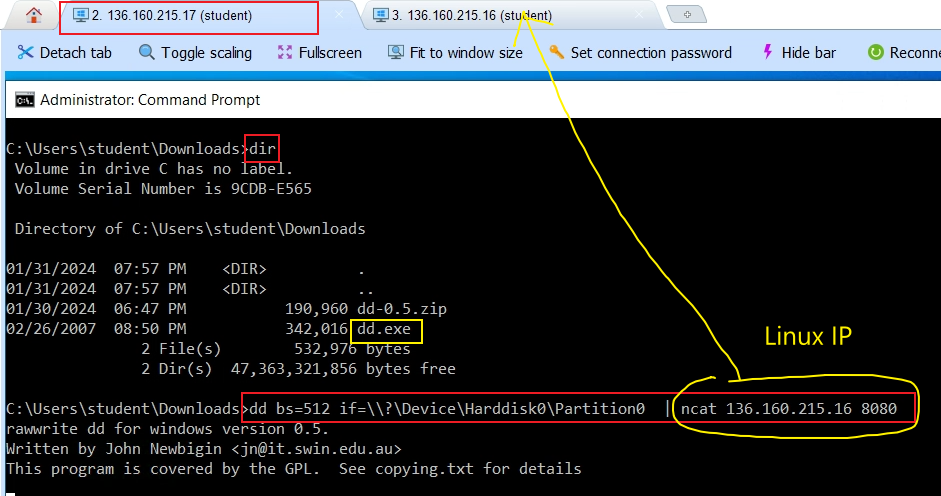 2. 136.160.215.17 (student)
3. 136.160.215.16 (student)
Detach tab Toggle scaling Fullscreen Fit to window size Set connection password Hide bar Reconne
Administrator: Command Prompt
C:\Users\student\Downloads>dir
Volume in drive C has no label.
Volume Serial Number is 9CDB-E565
Directory of C:\Users\student\Downloads
01/31/2024 07:57 PM <DIR> .
01/31/2024 07:57 PM <DIR> ..
01/30/2024 06:47 PM 190,960 dd-0.5.zip
02/26/2007 08:50 PM 342,016 dd.exe
2 File(s) 532,976 bytes
2 Dir(s) 47,363,321,856 bytes free
Linux IP
C:\Users\student\Downloads>dd bs=512 if=\\?\Device\Harddisk0\Partition0 | ncat 136.160.215.16 8080
rawwrite dd for windows version 0.5.
Written by John Newbigin <jn@it.swin.edu.au>
This program is covered by the GPL. See copying.txt for details